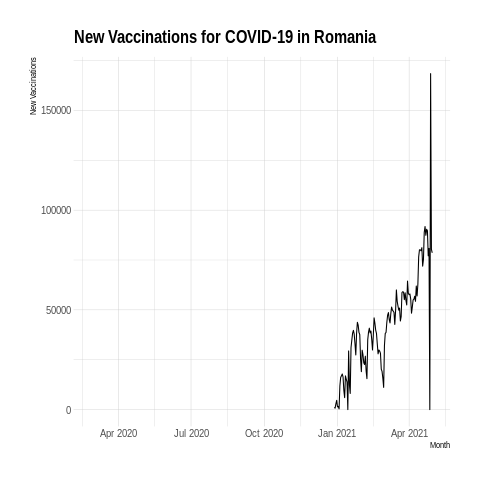 New Vaccinations for COVID-19 in Romania
New Vaccinations
150000
100000
50000
0
Apr 2020 Jul 2020 Oct 2020 Jan 2021 Apr 2021
Month